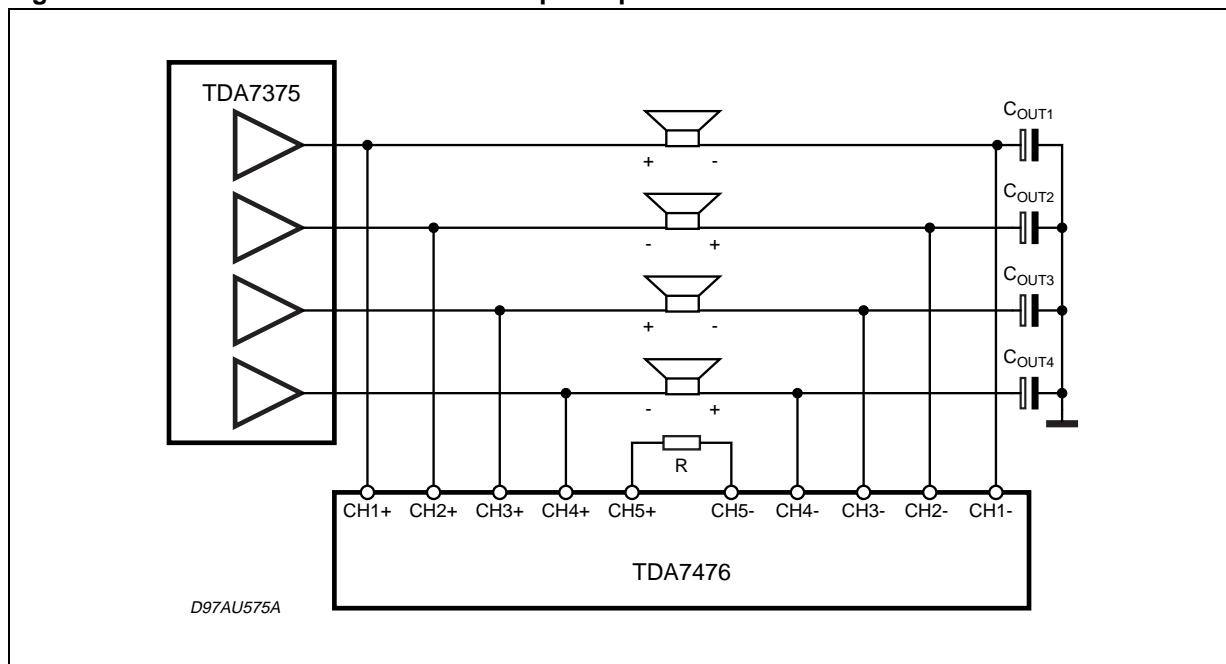 TDA7375
C_OUT1
+ -
C_OUT2
- +
C_OUT3
+ -
C_OUT4
- +
R
CH1+ CH2+ CH3+ CH4+ CH5+ CH5- CH4- CH3- CH2- CH1-
TDA7476
D97AU575A